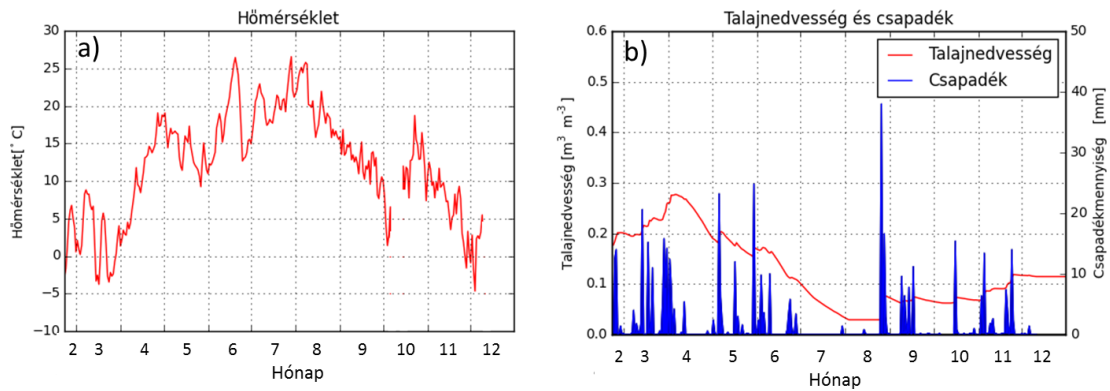 Hőmérséklet
a)
30
25
20
15
10
5
0
−5
−10
Hőmérséklet[° C]
2 3 4 5 6 7 8 9 10 11 12
Hónap
Talajnedvesség és csapadék
b)
Talajnedvesség
Csapadék
0.6
0.5
0.4
0.3
0.2
0.1
0.0
Talajnedvesség [m³ m⁻³ ]
50
40
30
20
10
0
Csapadékmennyiség [mm]
2 3 4 5 6 7 8 9 10 11 12
Hónap